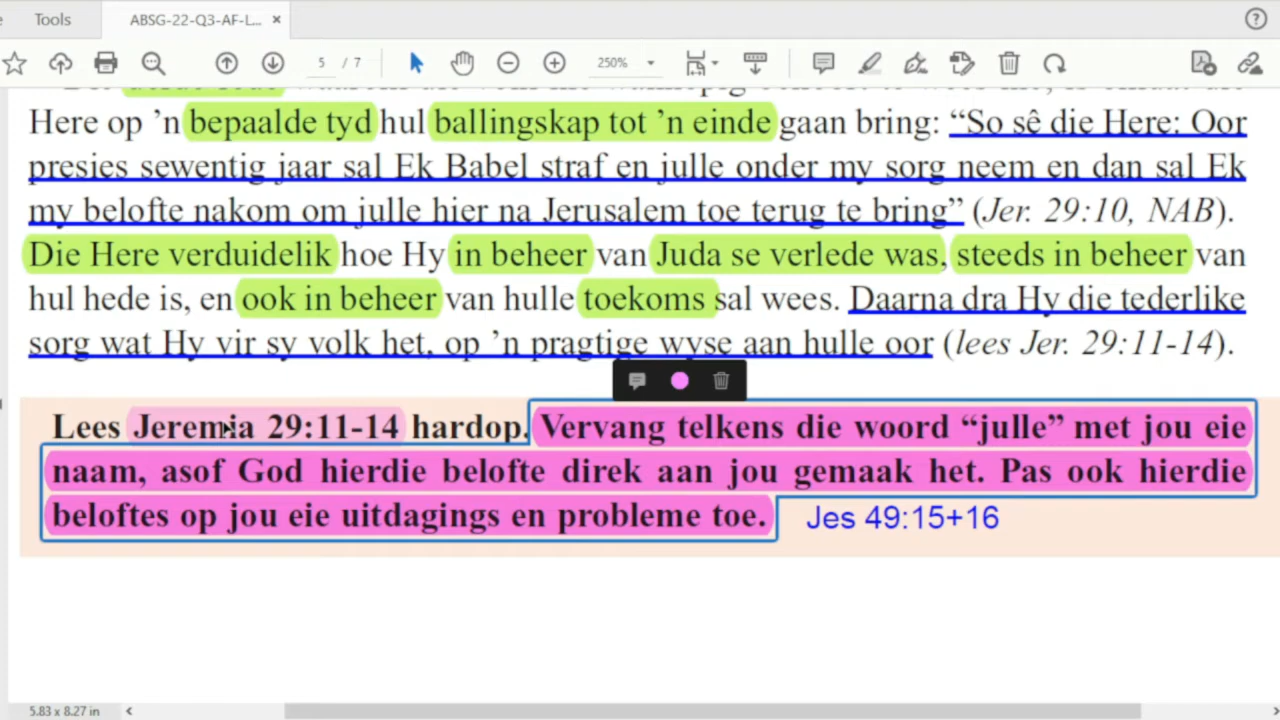 Tools ABSG-22-Q3-AF-L... ×
5 / 7 250%
Here op ’n bepaalde tyd hul ballingskap tot ’n einde gaan bring: “So sê die Here: Oor
presies sewentig jaar sal Ek Babel straf en julle onder my sorg neem en dan sal Ek
my belofte nakom om julle hier na Jerusalem toe terug te bring” (Jer. 29:10, NAB).
Die Here verduidelik hoe Hy in beheer van Juda se verlede was, steeds in beheer van
hul hede is, en ook in beheer van hulle toekoms sal wees. Daarna dra Hy die tederlike
sorg wat Hy vir sy volk het, op ’n pragtige wyse aan hulle oor (lees Jer. 29:11-14).
Lees Jeremia 29:11-14 hardop. Vervang telkens die woord “julle” met jou eie
naam, asof God hierdie belofte direk aan jou gemaak het. Pas ook hierdie
beloftes op jou eie uitdagings en probleme toe. Jes 49:15+16
5.83 x 8.27 in